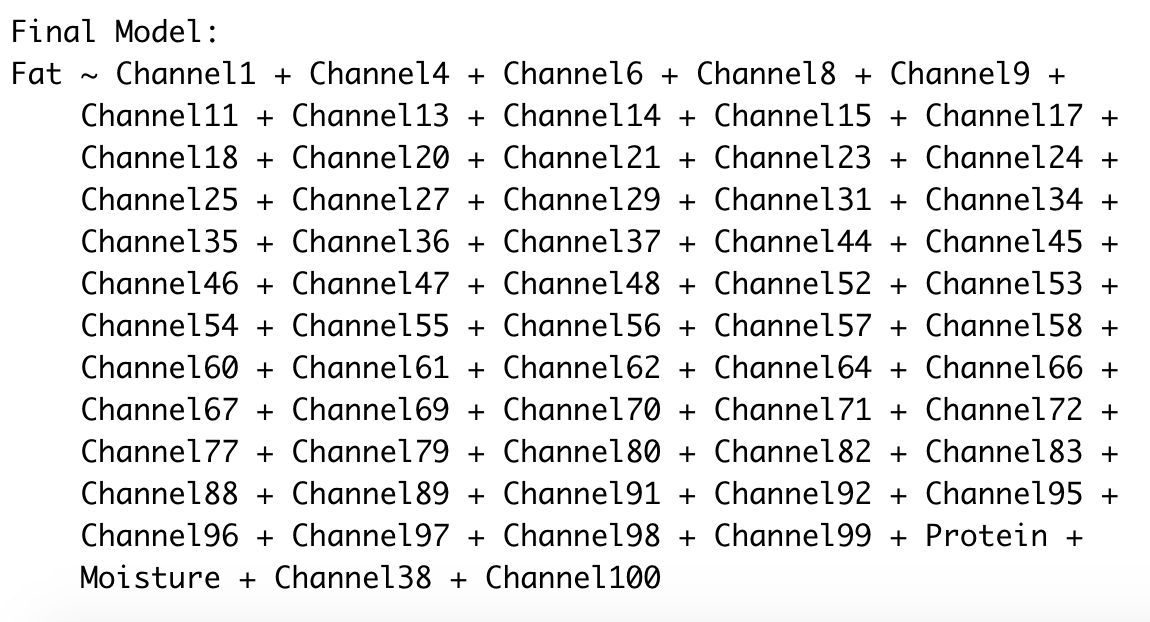 Final Model:
Fat ~ Channel1 + Channel4 + Channel6 + Channel8 + Channel9 +
Channel11 + Channel13 + Channel14 + Channel15 + Channel17 +
Channel18 + Channel20 + Channel21 + Channel23 + Channel24 +
Channel25 + Channel27 + Channel29 + Channel31 + Channel34 +
Channel35 + Channel36 + Channel37 + Channel44 + Channel45 +
Channel46 + Channel47 + Channel48 + Channel52 + Channel53 +
Channel54 + Channel55 + Channel56 + Channel57 + Channel58 +
Channel60 + Channel61 + Channel62 + Channel64 + Channel66 +
Channel67 + Channel69 + Channel70 + Channel71 + Channel72 +
Channel77 + Channel79 + Channel80 + Channel82 + Channel83 +
Channel88 + Channel89 + Channel91 + Channel92 + Channel95 +
Channel96 + Channel97 + Channel98 + Channel99 + Protein +
Moisture + Channel38 + Channel100